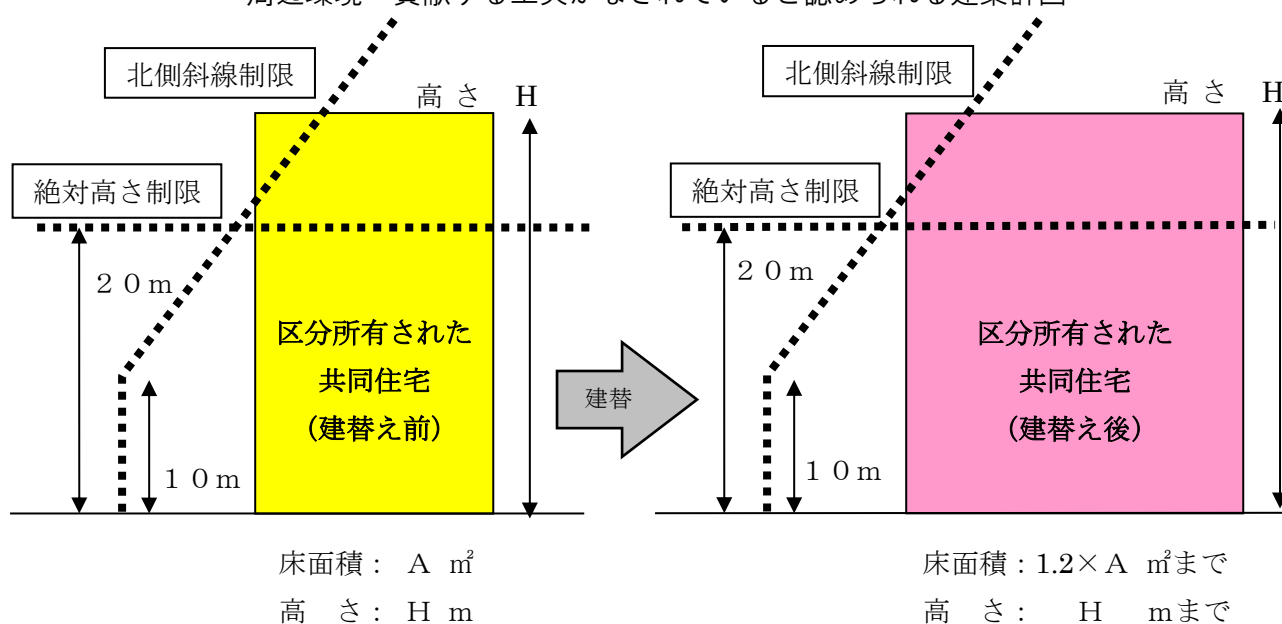 北側斜線制限
高さ H
絶対高さ制限
20m
10m
区分所有された
共同住宅
(建替え前)
床面積： A ㎡
高 さ： H m
建替
北側斜線制限
高さ H
絶対高さ制限
20m
10m
区分所有された
共同住宅
(建替え後)
床面積：1.2×A ㎡まで
高 さ： H mまで